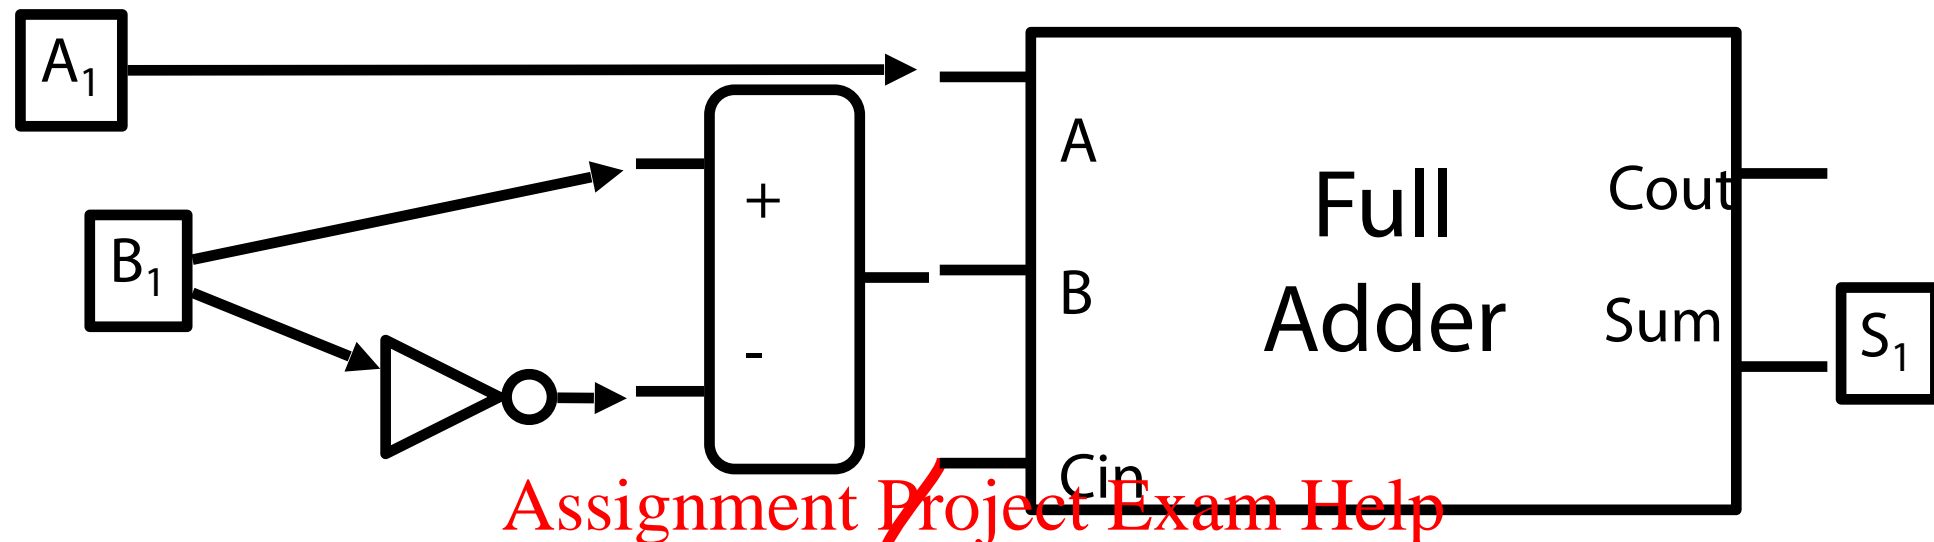 A1
B1
+
-
A
B
Cin
Full
Adder
Cout
Sum
S1
Assignment Project Exam Help